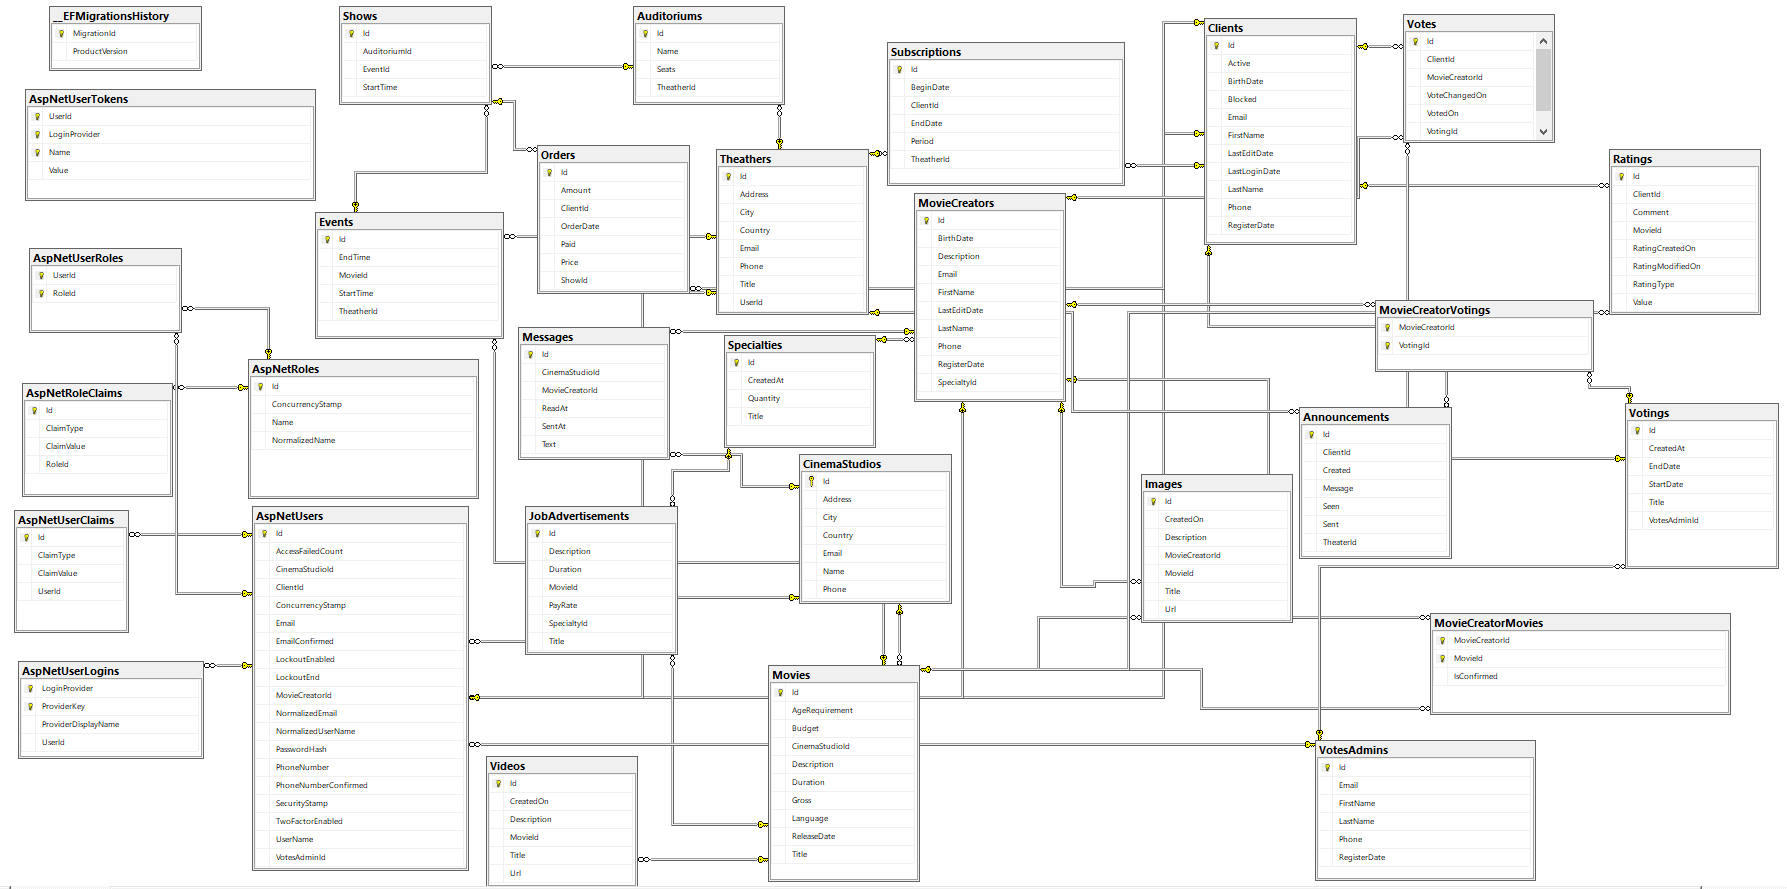 __EFMigrationsHistory
MigrationId
ProductVersion
AspNetUserTokens
UserId
LoginProvider
Name
Value
AspNetUserRoles
UserId
RoleId
AspNetRoleClaims
Id
ClaimType
ClaimValue
RoleId
AspNetUserClaims
Id
ClaimType
ClaimValue
UserId
AspNetUserLogins
LoginProvider
ProviderKey
ProviderDisplayName
UserId
AspNetRoles
Id
ConcurrencyStamp
Name
NormalizedName
AspNetUsers
Id
AccessFailedCount
CinemaStudioId
ClientId
ConcurrencyStamp
Email
EmailConfirmed
LockoutEnabled
LockoutEnd
MovieCreatorId
NormalizedEmail
NormalizedUserName
PasswordHash
PhoneNumber
PhoneNumberConfirmed
SecurityStamp
TwoFactorEnabled
UserName
VotesAdminId
Shows
Id
AuditoriumId
EventId
StartTime
Events
Id
EndTime
MovieId
StartTime
TheatherId
Auditoriums
Id
Name
Seats
TheatherId
Orders
Id
Amount
ClientId
OrderDate
Paid
Price
ShowId
Messages
Id
CinemaStudioId
MovieCreatorId
ReadAt
SentAt
Text
JobAdvertisements
Id
Description
Duration
MovieId
PayRate
SpecialtyId
Title
Videos
Id
CreatedOn
Description
MovieId
Title
Url
Theathers
Id
Address
City
Country
Email
Phone
Title
UserId
Specialties
Id
CreatedAt
Quantity
Title
CinemaStudios
Id
Address
City
Country
Email
Name
Phone
Movies
Id
AgeRequirement
Budget
CinemaStudioId
Description
Duration
Gross
Language
ReleaseDate
Title
Subscriptions
Id
BeginDate
ClientId
EndDate
Period
TheatherId
MovieCreators
Id
BirthDate
Description
Email
FirstName
LastEditDate
LastName
Phone
RegisterDate
SpecialtyId
Clients
Id
Active
BirthDate
Blocked
Email
FirstName
LastEditDate
LastLoginDate
LastName
Phone
RegisterDate
Images
Id
CreatedOn
Description
MovieCreatorId
MovieId
Title
Url
Votes
Id
ClientId
MovieCreatorId
VoteChangedOn
VotedOn
VotingId
Ratings
Id
ClientId
Comment
MovieId
RatingCreatedOn
RatingModifiedOn
RatingType
Value
MovieCreatorVotings
MovieCreatorId
VotingId
Announcements
Id
ClientId
Created
Message
Seen
Sent
TheaterId
Votings
Id
CreatedAt
EndDate
StartDate
Title
VotesAdminId
MovieCreatorMovies
MovieCreatorId
MovieId
IsConfirmed
VotesAdmins
Id
Email
FirstName
LastName
Phone
RegisterDate